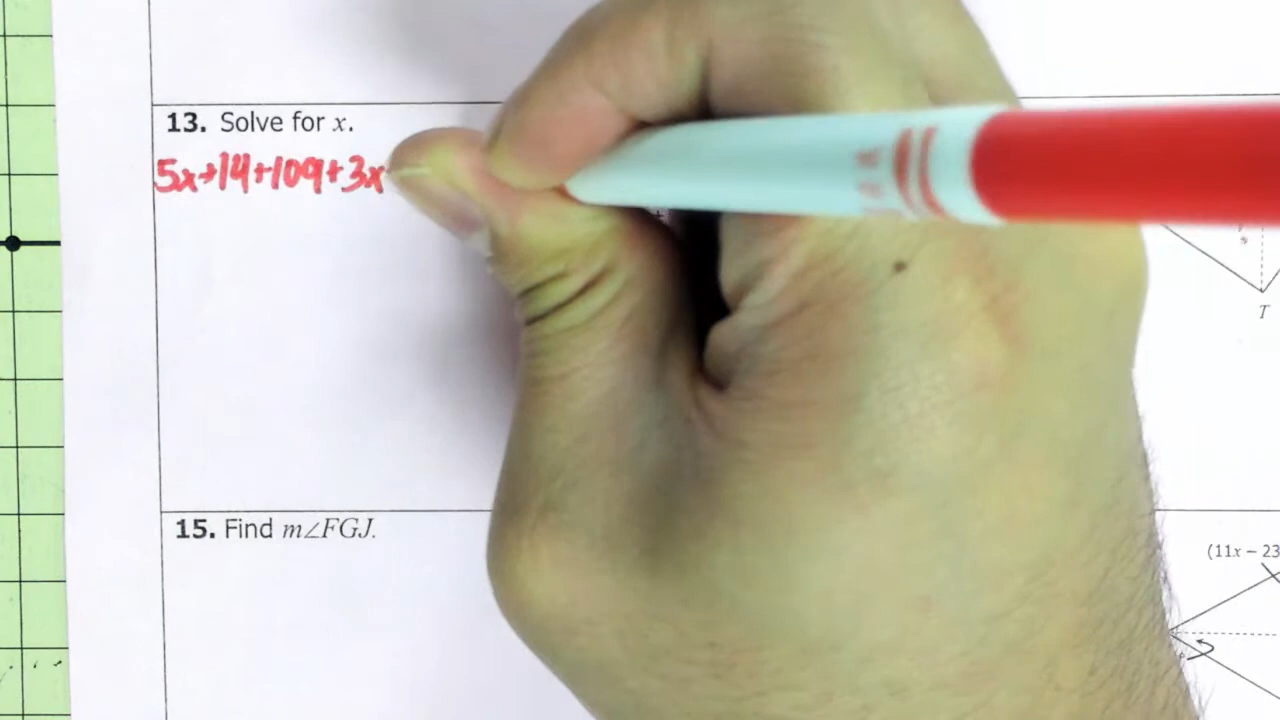 13. Solve for x.
5x+14+109+3x
T
15. Find m∠FGJ.
(11x – 23